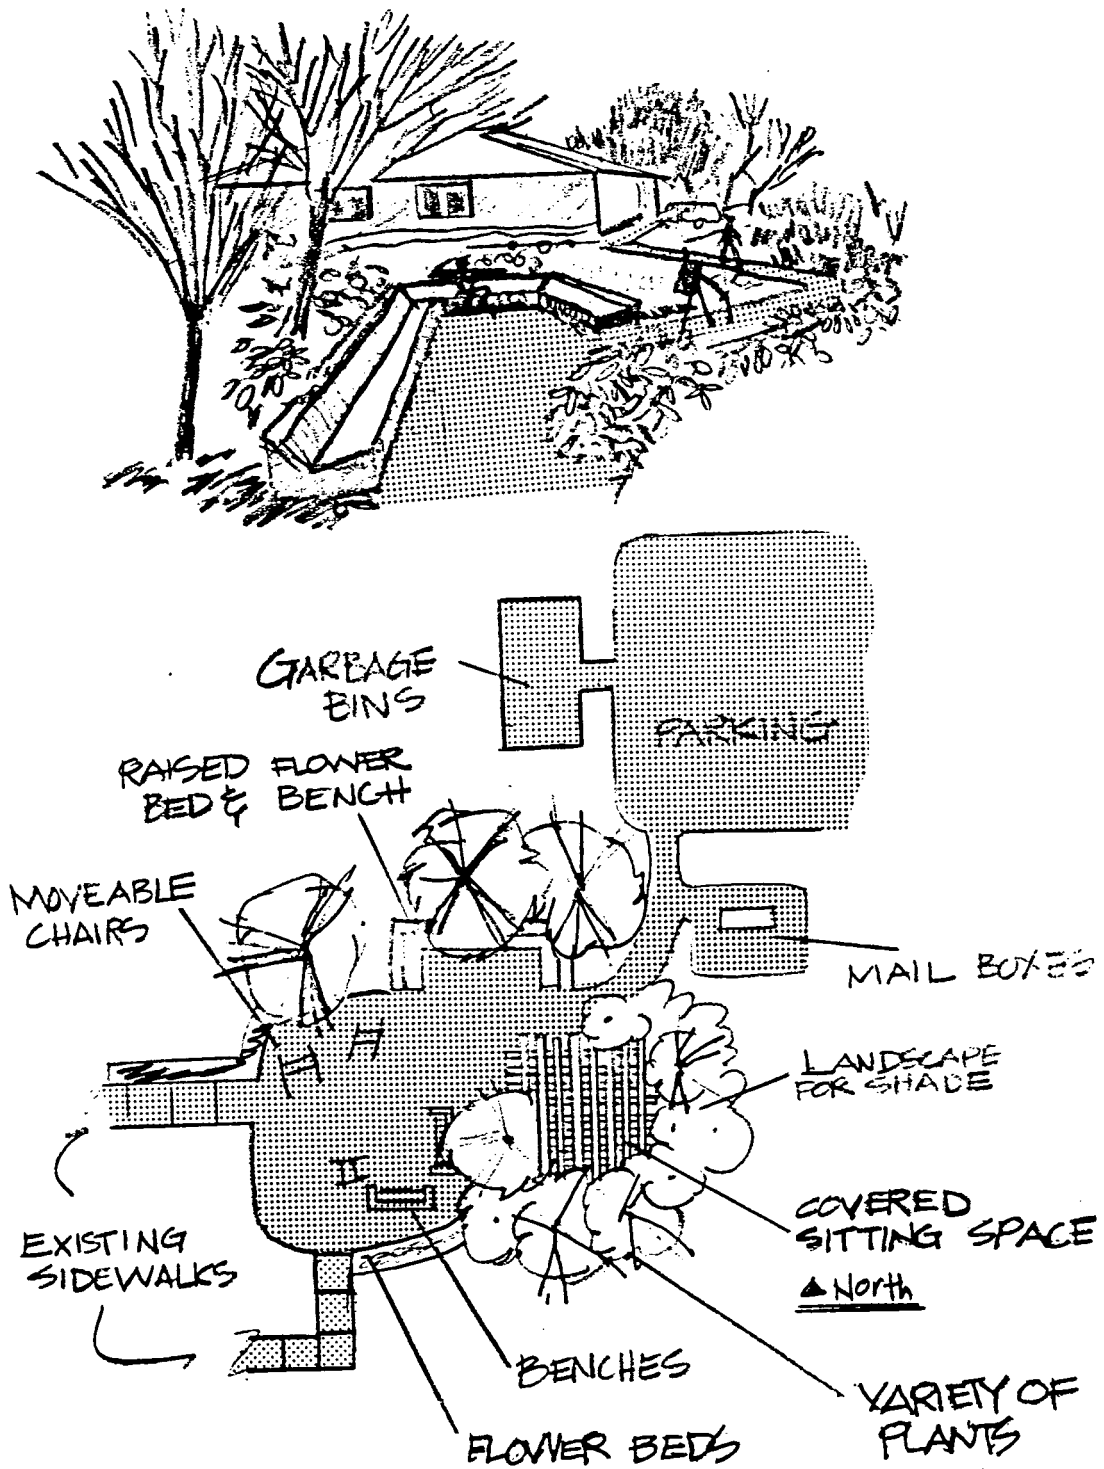 GARBAGE
BINS
PARKING
RAISED FLOWER
BED & BENCH
MOVEABLE
CHAIRS
MAIL BOXES
LANDSCAPE
FOR SHADE
COVERED
SITTING SPACE
North
EXISTING
SIDEWALKS
BENCHES
VARIETY OF
PLANTS
FLOWER BEDS